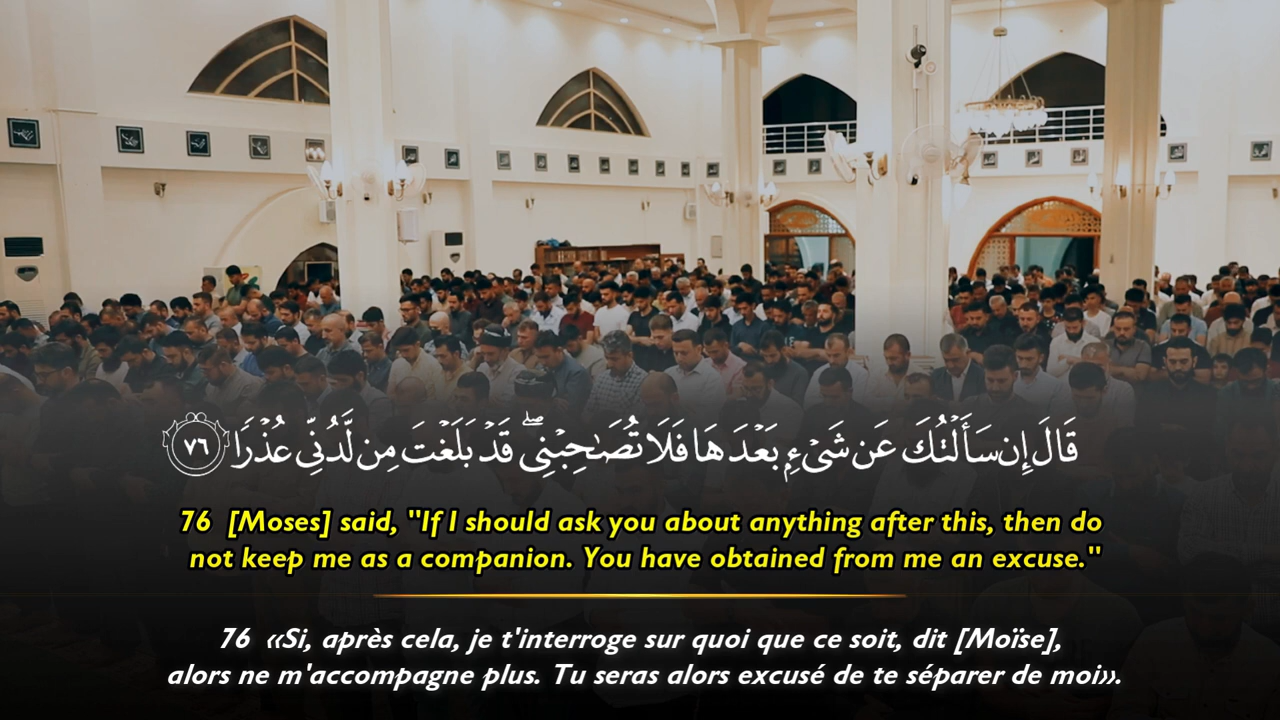 قَالَ إِن سَأَلْتُكَ عَن شَىْءٍۭ بَعْدَهَا فَلَا تُصَـٰحِبْنِى ۖ قَدْ بَلَغْتَ مِن لَّدُنِّى عُذْرًا ٧٦
76 [Moses] said, "If I should ask you about anything after this, then do
not keep me as a companion. You have obtained from me an excuse."
76 «Si, après cela, je t'interroge sur quoi que ce soit, dit [Moïse],
alors ne m'accompagne plus. Tu seras alors excusé de te séparer de moi».